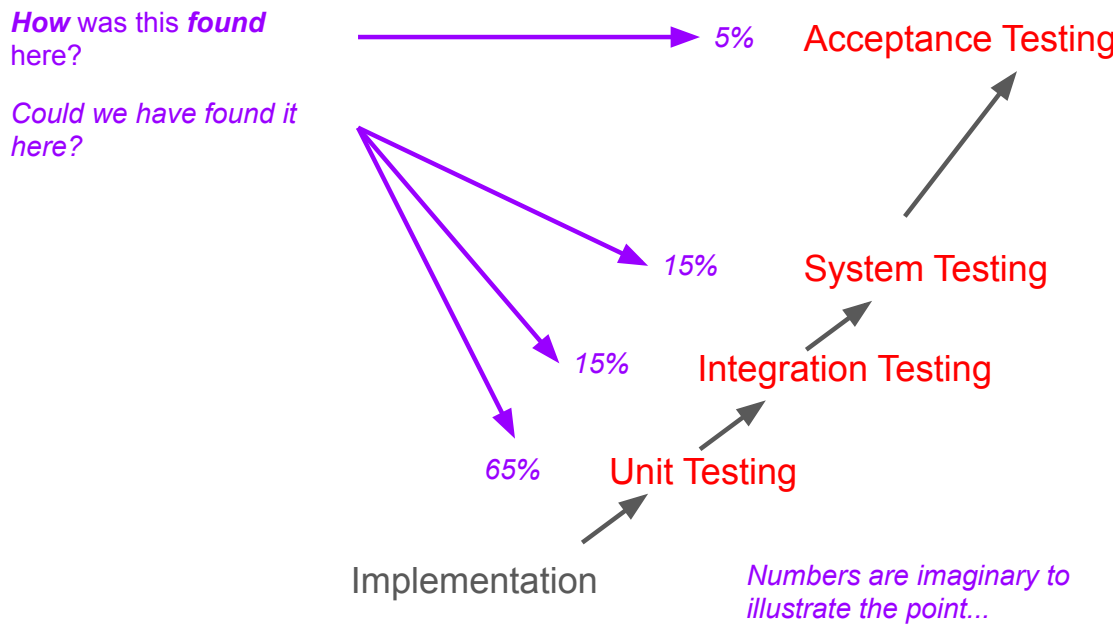 How was this found
here?
5%
Acceptance Testing
Could we have found it
here?
15%
System Testing
15%
Integration Testing
65%
Unit Testing
Implementation
Numbers are imaginary to
illustrate the point...